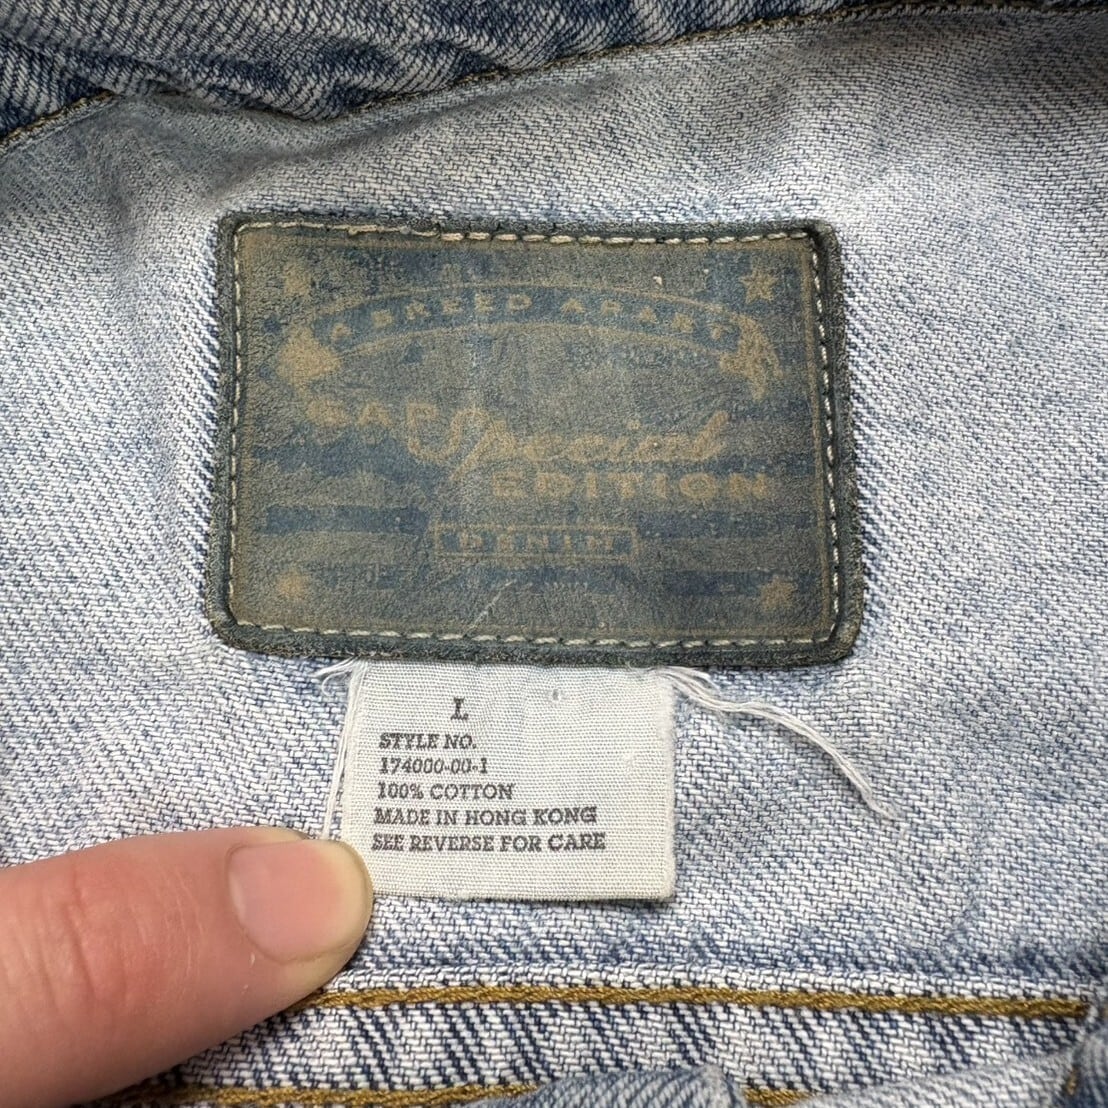 A BREED APART
Special
EDITION
DENIM
L
STYLE NO.
174000-00-1
100% COTTON
MADE IN HONG KONG
SEE REVERSE FOR CARE